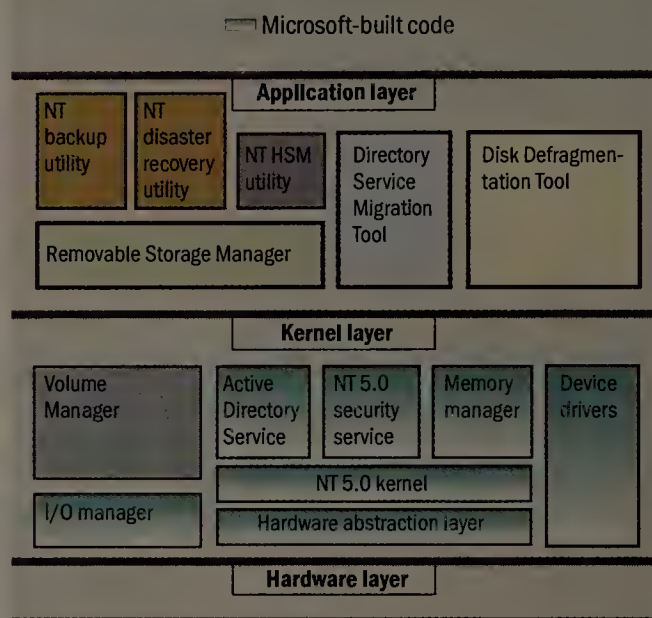 Microsoft-built code
Application layer
NT
backup
utility
NT
disaster
recovery
utility
NT HSM
utility
Directory
Service
Migration
Tool
Disk Defragmen-
tation Tool
Removable Storage Manager
Kernel layer
Volume
Manager
Active
Directory
Service
NT 5.0
security
service
Memory
manager
Device
drivers
NT 5.0 kernel
I/O manager
Hardware abstraction layer
Hardware layer